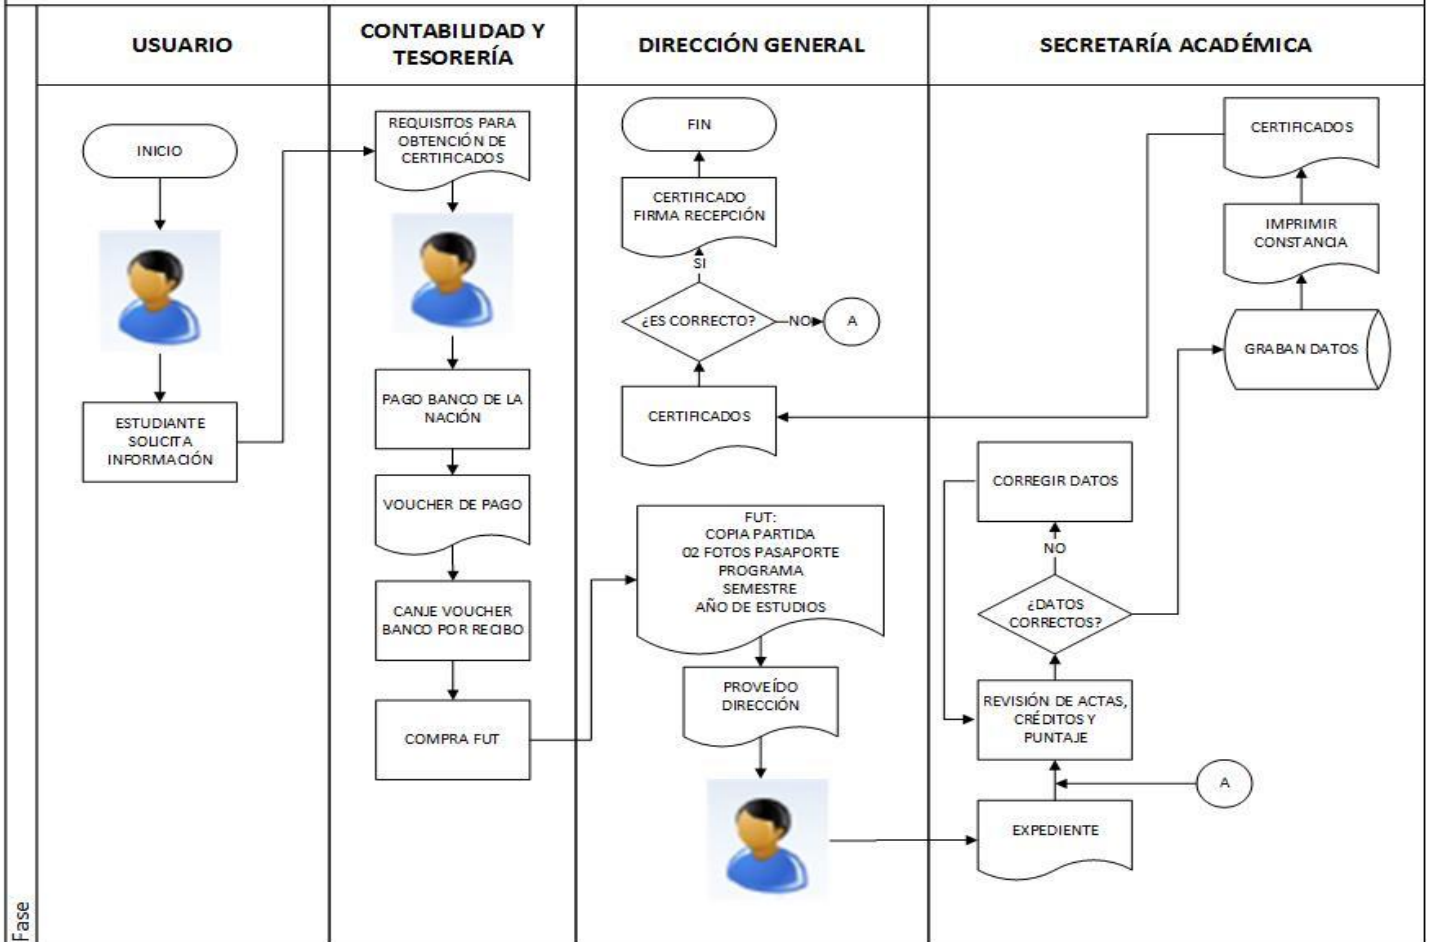 USUARIO
CONTABILIDAD Y
TESORERÍA
DIRECCIÓN GENERAL
SECRETARÍA ACADÉMICA
INICIO
ESTUDIANTE
SOLICITA
INFORMACIÓN
REQUISITOS PARA
OBTENCIÓN DE
CERTIFICADOS
PAGO BANCO DE LA
NACIÓN
VOUCHER DE PAGO
CANJE VOUCHER
BANCO POR RECIBO
COMPRA FUT
FIN
CERTIFICADO
FIRMA RECEPCIÓN
SI
¿ES CORRECTO?
NO
A
CERTIFICADOS
FUT:
COPIA PARTIDA
02 FOTOS PASAPORTE
PROGRAMA
SEMESTRE
AÑO DE ESTUDIOS
PROVEÍDO
DIRECCIÓN
CERTIFICADOS
IMPRIMIR
CONSTANCIA
GRABAN DATOS
CORREGIR DATOS
NO
¿DATOS
CORRECTOS?
REVISIÓN DE ACTAS,
CRÉDITOS Y
PUNTAJE
A
EXPEDIENTE
Fase